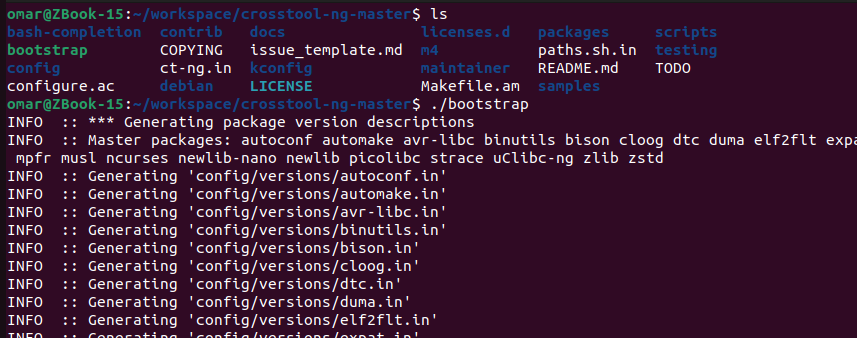 omar@ZBook-15:~/workspace/crosstool-ng-master$ ls
bash-completion contrib docs licenses.d packages scripts
bootstrap COPYING issue_template.md m4 paths.sh.in testing
config ct-ng.in kconfig maintainer README.md TODO
configure.ac debian LICENSE Makefile.am samples
omar@ZBook-15:~/workspace/crosstool-ng-master$ ./bootstrap
INFO :: *** Generating package version descriptions
INFO :: Master packages: autoconf automake avr-libc binutils bison cloog dtc duma elf2flt expa
mpfr musl ncurses newlib-nano newlib picolibc strace uClibc-ng zlib zstd
INFO :: Generating 'config/versions/autoconf.in'
INFO :: Generating 'config/versions/automake.in'
INFO :: Generating 'config/versions/avr-libc.in'
INFO :: Generating 'config/versions/binutils.in'
INFO :: Generating 'config/versions/bison.in'
INFO :: Generating 'config/versions/cloog.in'
INFO :: Generating 'config/versions/dtc.in'
INFO :: Generating 'config/versions/duma.in'
INFO :: Generating 'config/versions/elf2flt.in'
INFO :: Generating 'config/versions/expat.in'